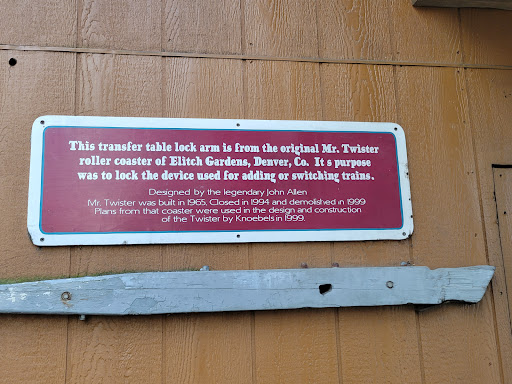 This transfer table lock arm is from the original Mr. Twister
roller coaster of Elitch Gardens, Denver, Co. It s purpose
was to lock the device used for adding or switching trains.
Designed by the legendary John Allen
Mr. Twister was built in 1965. Closed in 1994 and demolished in 1999
Plans from that coaster were used in the design and construction
of the Twister by Knoebels in 1999.